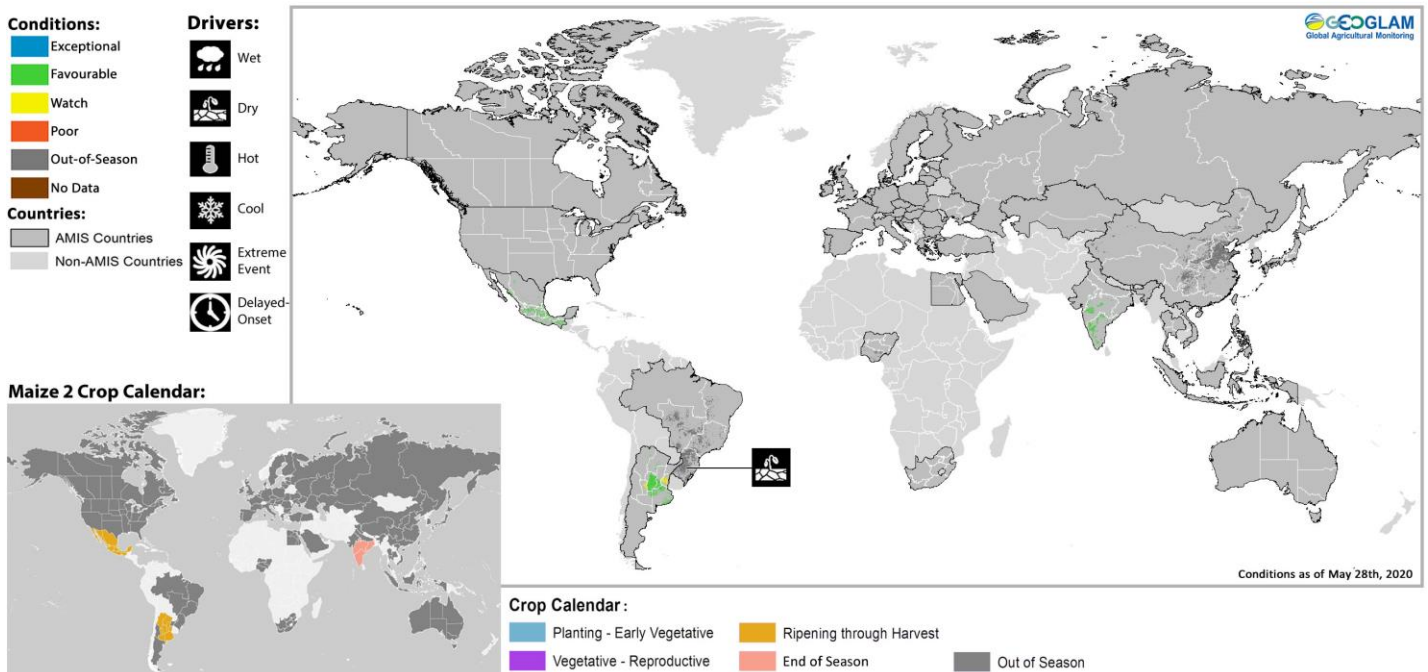 Conditions:
Exceptional
Favourable
Watch
Poor
Out-of-Season
No Data
Countries:
AMIS Countries
Non-AMIS Countries
Drivers:
Wet
Dry
Hot
Cool
Extreme
Event
Delayed-
Onset
GEOGLAM
Global Agricultural Monitoring
Conditions as of May 28th, 2020
Maize 2 Crop Calendar:
Crop Calendar :
Planting - Early Vegetative
Vegetative - Reproductive
Ripening through Harvest
End of Season
Out of Season